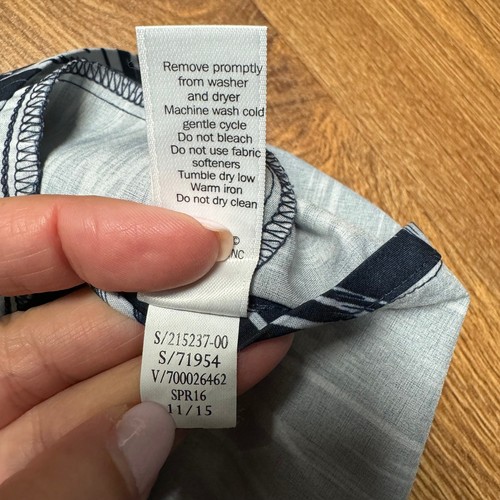 Remove promptly
from washer
and dryer
Machine wash cold
gentle cycle
Do not bleach
Do not use fabric
softeners
Tumble dry low
Warm iron
Do not dry clean
©
INC
S/215237-00
S/71954
V/700026462
SPR16
11/15